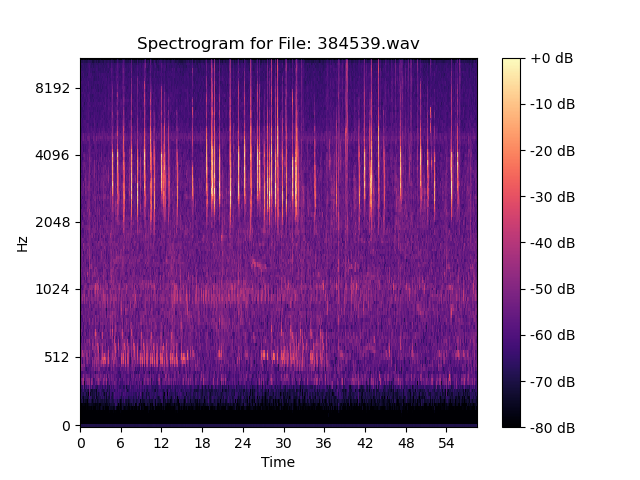 Spectrogram for File: 384539.wav
+0 dB
8192
-10 dB
4096
-20 dB
-30 dB
2048
Hz
-40 dB
1024
-50 dB
512
-60 dB
-70 dB
0
-80 dB
0 6 12 18 24 30 36 42 48 54
Time